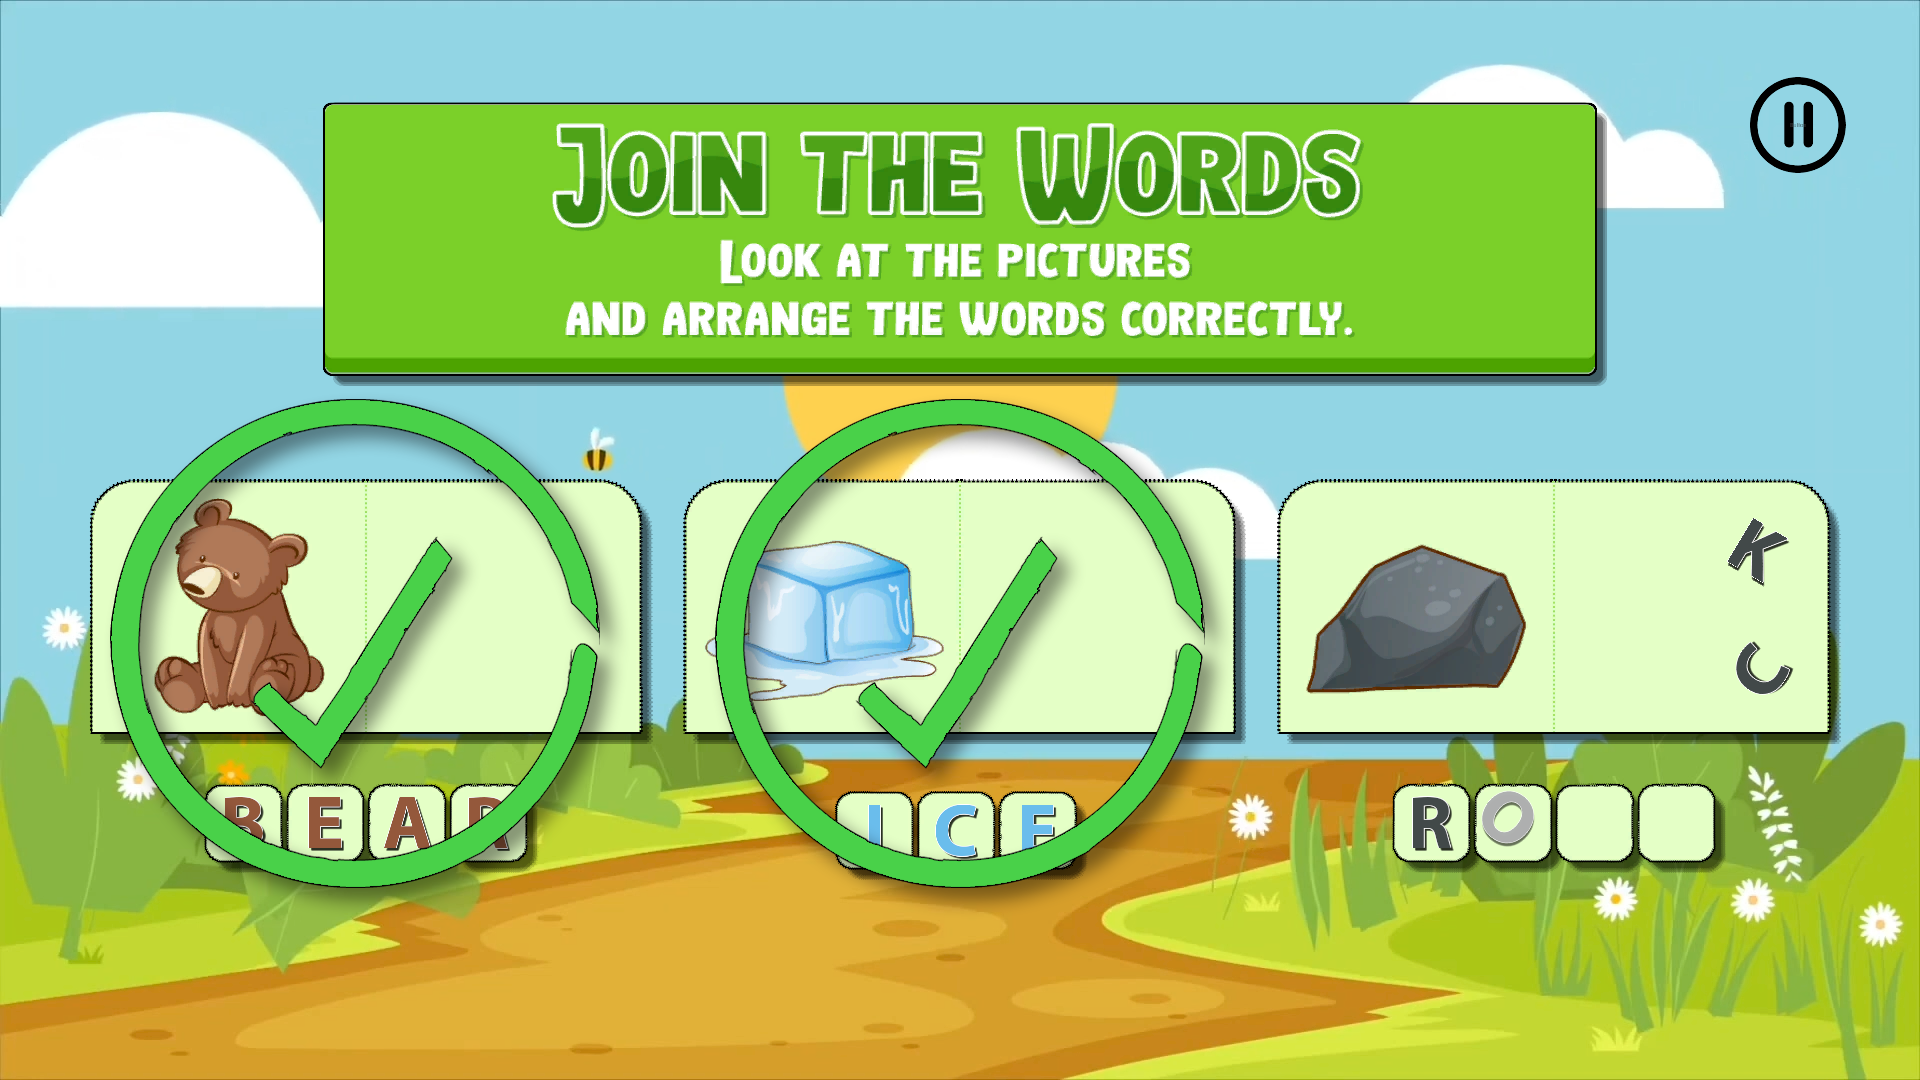 Join the Words
Look at the pictures
and arrange the words correctly.
K
C
BEAR
ICE
RO